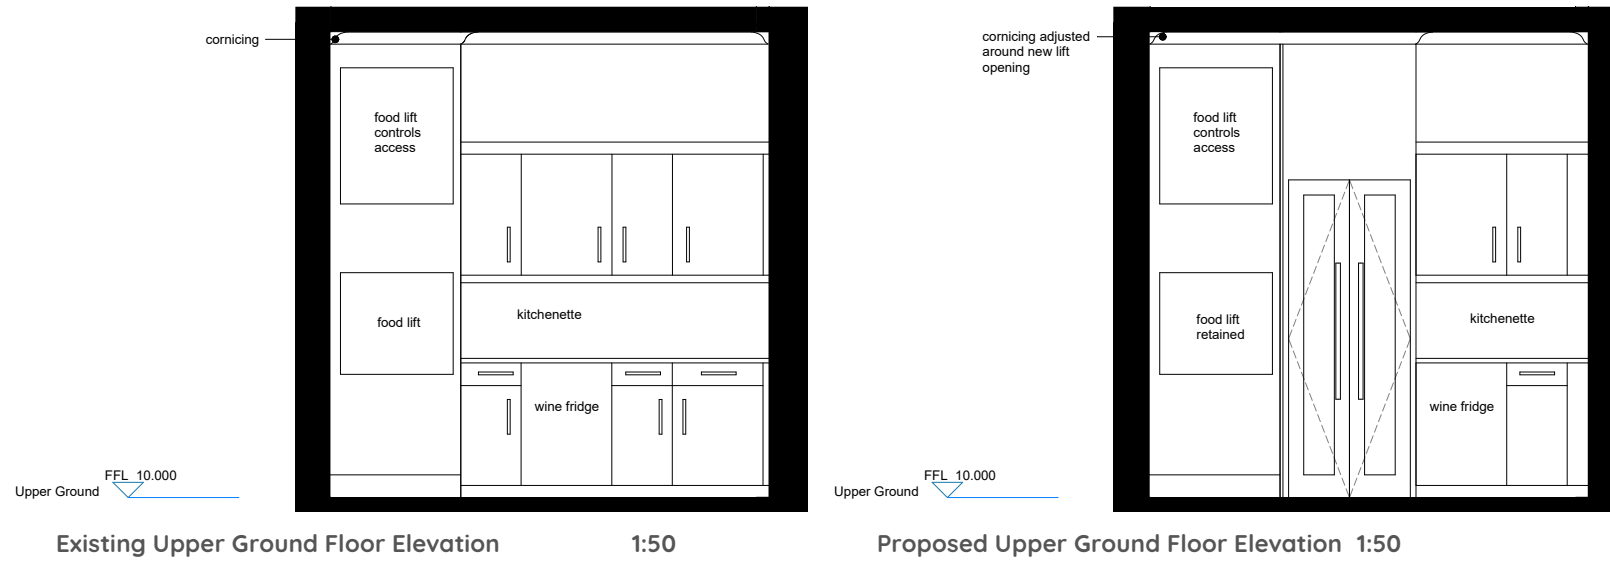 cornicing
food lift
controls
access
food lift
kitchenette
wine fridge
FFL 10.000
Upper Ground
Existing Upper Ground Floor Elevation 1:50
cornicing adjusted
around new lift
opening
food lift
controls
access
food lift
retained
kitchenette
wine fridge
FFL 10.000
Upper Ground
Proposed Upper Ground Floor Elevation 1:50